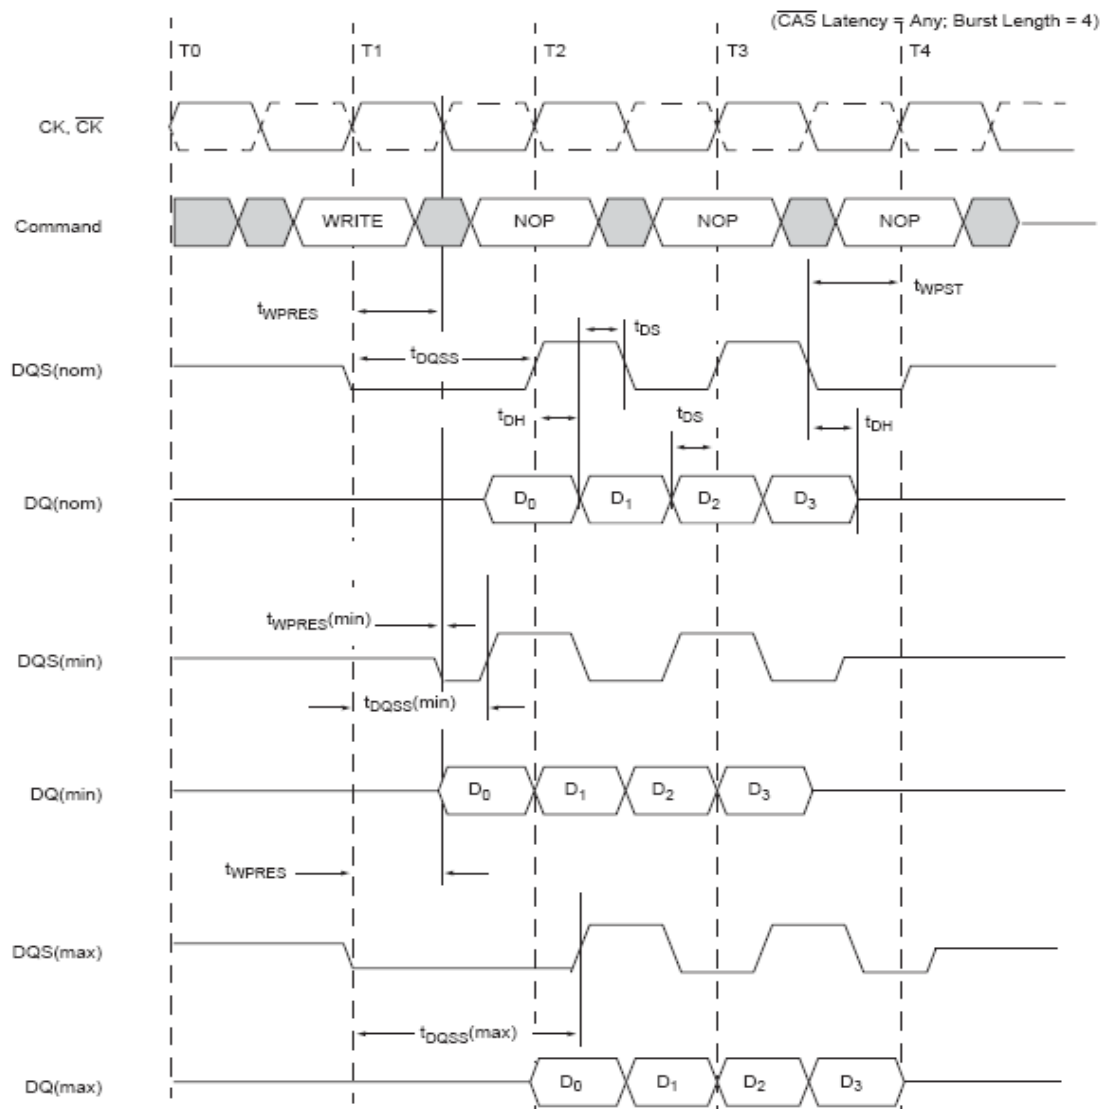 (CAS Latency = Any; Burst Length = 4)
T0 T1 T2 T3 T4
CK, CK
Command WRITE NOP NOP NOP
tWPST
tWPRES
tDS
tDQSS
DQS(nom)
tDH tDS tDH
DQ(nom) D0 D1 D2 D3
tWPRES(min)
DQS(min)
tDQSS(min)
DQ(min) D0 D1 D2 D3
tWPRES
DQS(max)
tDQSS(max)
DQ(max) D0 D1 D2 D3